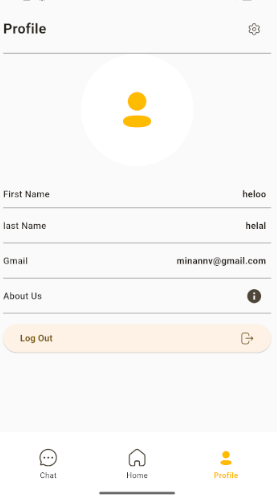 Profile
First Name heloo
last Name helal
Gmail minannv@gmail.com
About Us
Log Out
Chat Home Profile